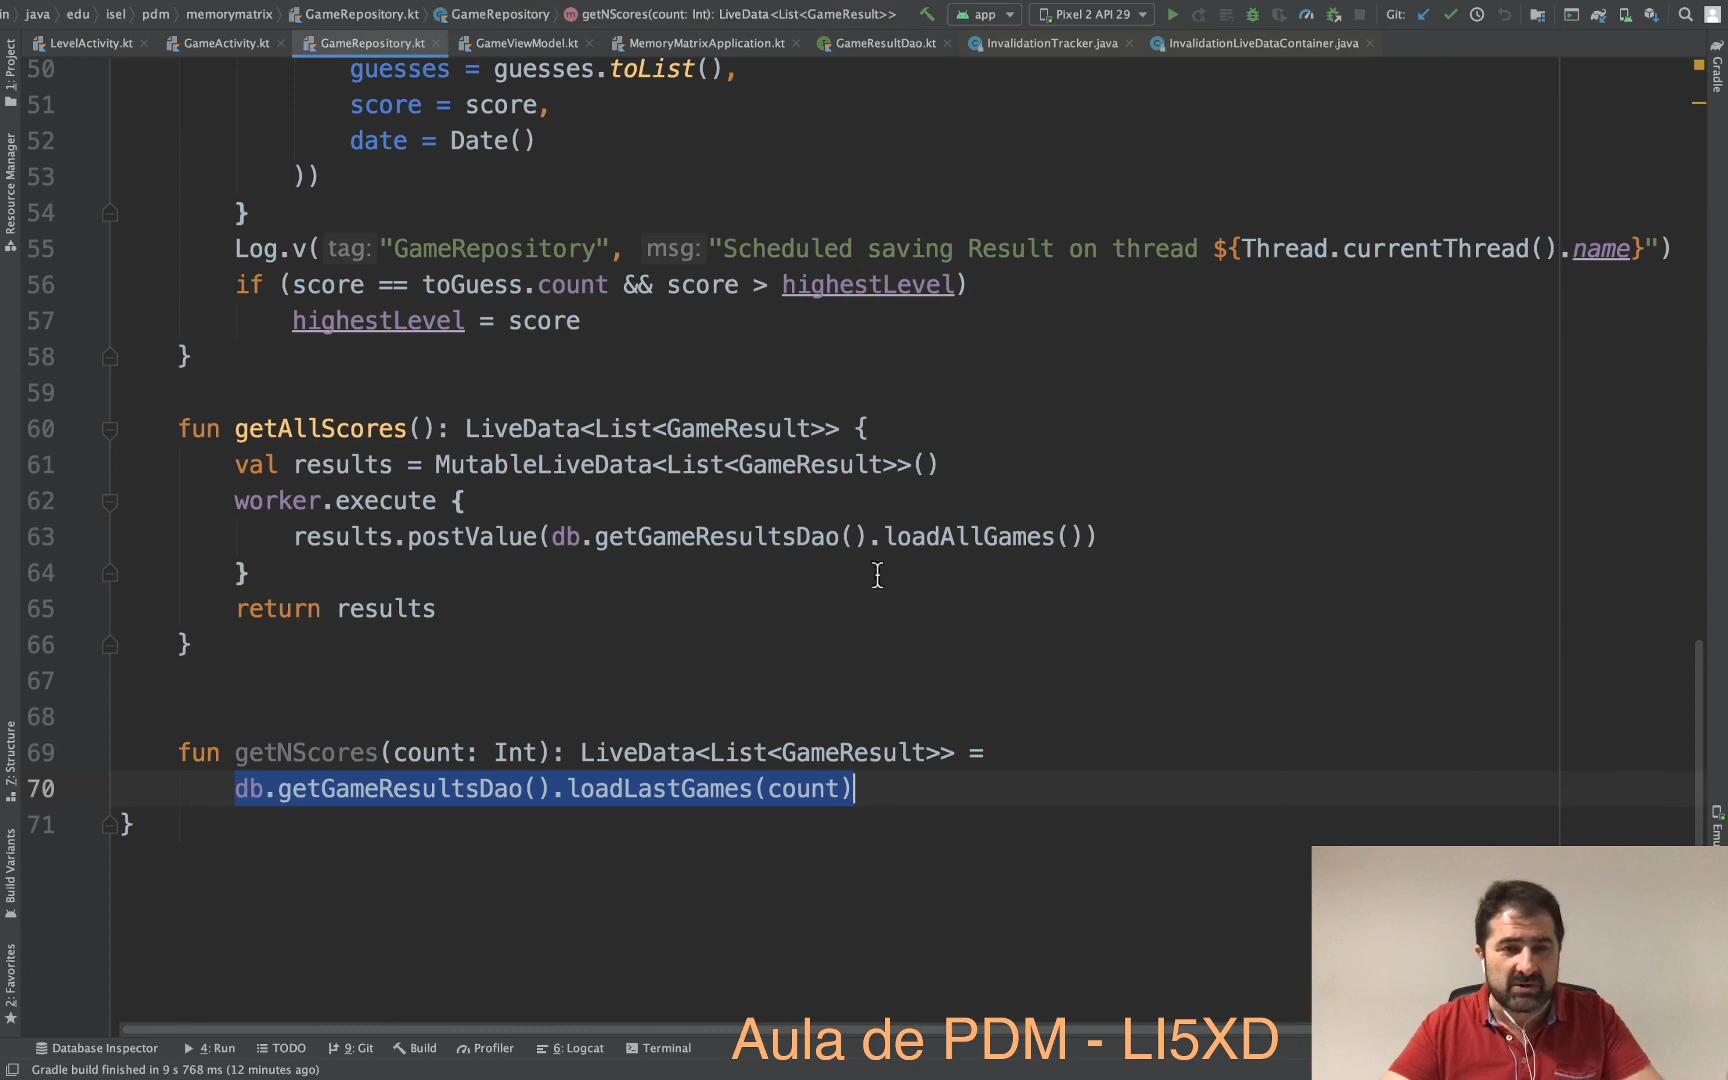 in › java › edu › isel › pdm › memorymatrix › GameRepository.kt › GameRepository › getNScores(count: Int): LiveData<List<GameResult>> app Pixel 2 API 29 Git:
LevelActivity.kt GameActivity.kt GameRepository.kt GameViewModel.kt MemoryMatrixApplication.kt GameResultDao.kt InvalidationTracker.java InvalidationLiveDataContainer.java
1: Project
Resource Manager
Z: Structure
Build Variants
2: Favorites
Gradle
50 guesses = guesses.toList(),
51 score = score,
52 date = Date()
53 ))
54 }
55 Log.v( tag: "GameRepository", msg: "Scheduled saving Result on thread ${Thread.currentThread().name}")
56 if (score == toGuess.count && score > highestLevel)
57 highestLevel = score
58 }
59
60 fun getAllScores(): LiveData<List<GameResult>> {
61 val results = MutableLiveData<List<GameResult>>()
62 worker.execute {
63 results.postValue(db.getGameResultsDao().loadAllGames())
64 }
65 return results
66 }
67
68
69 fun getNScores(count: Int): LiveData<List<GameResult>> =
70 db.getGameResultsDao().loadLastGames(count)
71 }
Aula de PDM - LI5XD
Database Inspector 4: Run TODO 9: Git Build Profiler 6: Logcat Terminal
Gradle build finished in 9 s 768 ms (12 minutes ago)